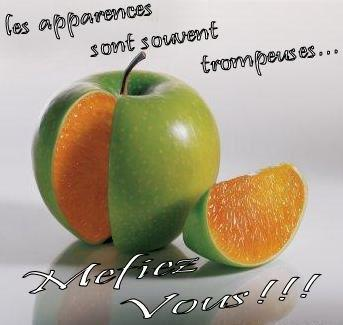 les apparences
sont souvent
trompeuses...
Mefiez
Vous!!!